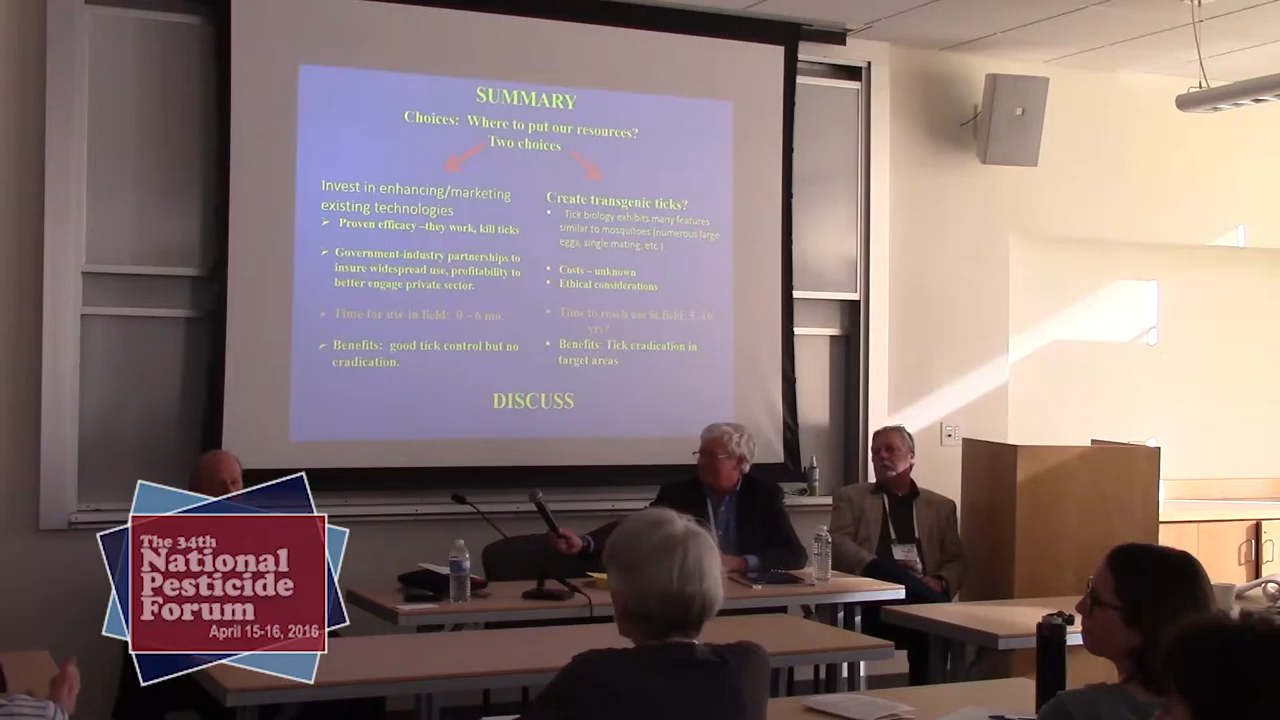 SUMMARY
Choices: Where to put our resources?
Two choices
Invest in enhancing/marketing
existing technologies
➢ Proven efficacy –they work, kill ticks
➢ Government-industry partnerships to
insure widespread use, profitability to
better engage private sector.
➢ Time for use in field: 0 – 6 mo.
➢ Benefits: good tick control but no
eradication.
Create transgenic ticks?
▪ Tick biology exhibits many features
similar to mosquitoes (numerous large
eggs, single mating, etc.)
▪ Costs – unknown
▪ Ethical considerations
▪ Time to reach use in field: 5 -10
yrs?
▪ Benefits: Tick eradication in
target areas
DISCUSS
The 34th
National
Pesticide
Forum
April 15-16, 2016